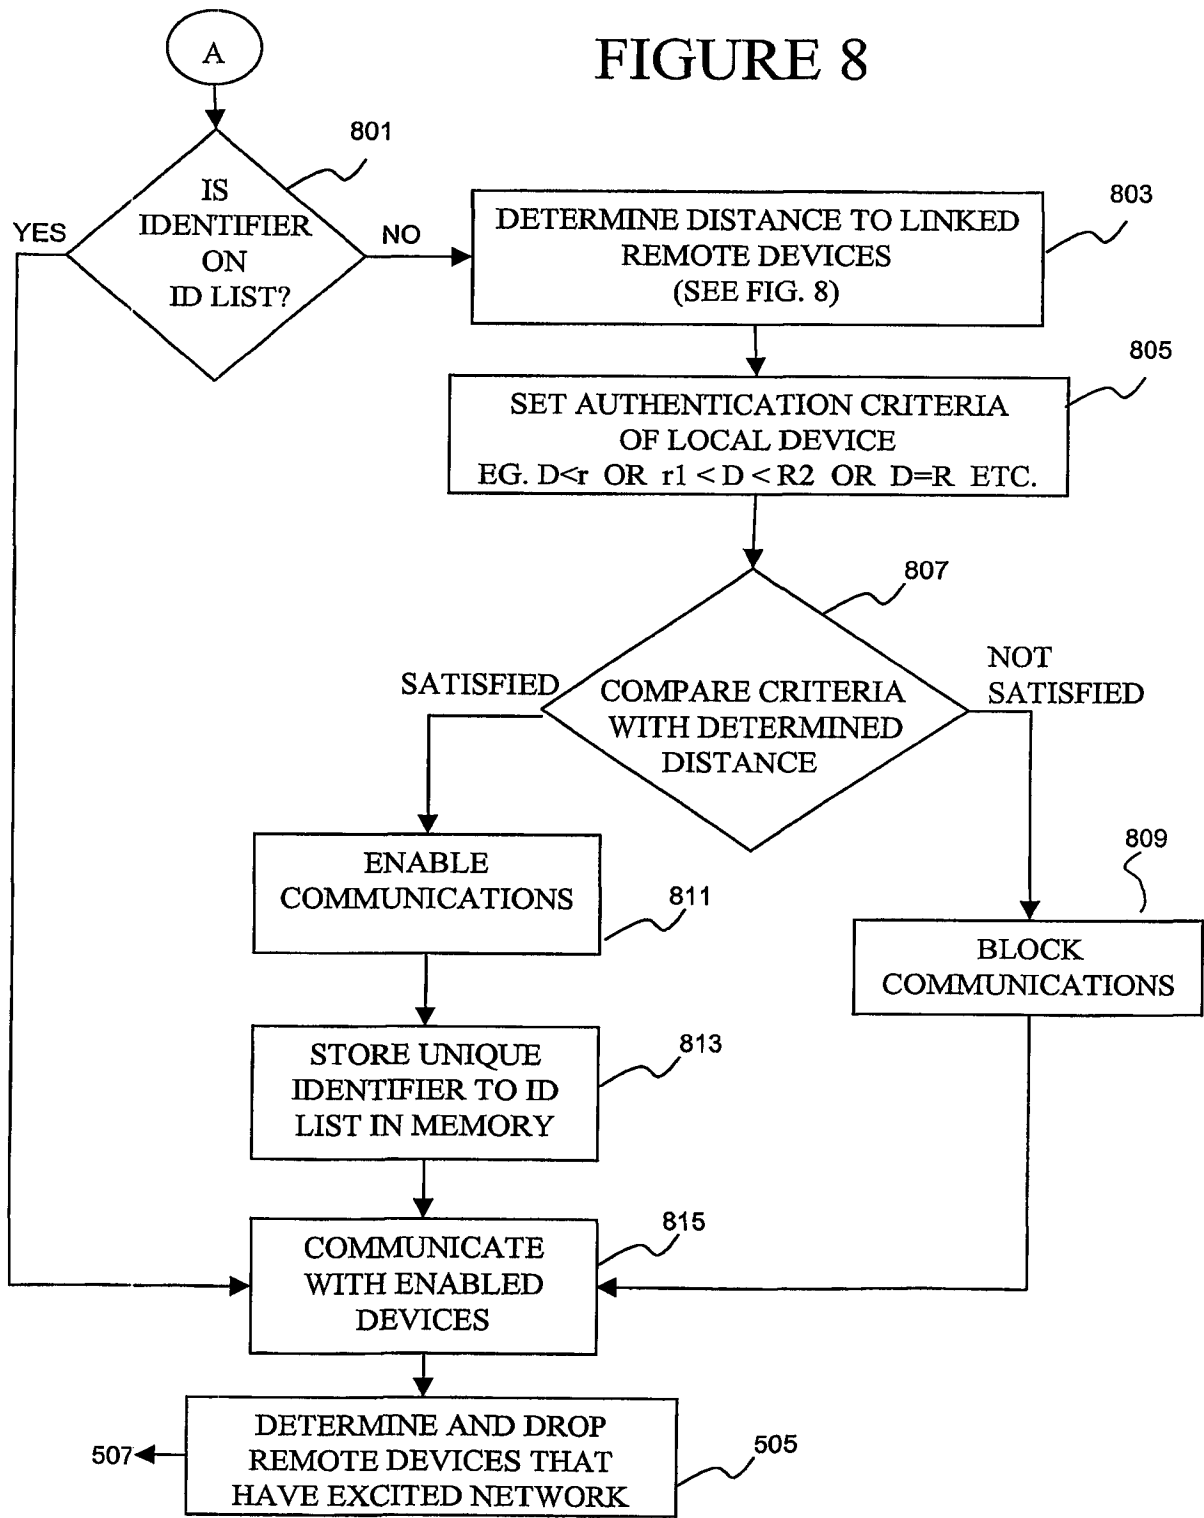 A
FIGURE 8
801
IS
IDENTIFIER
ON
ID LIST?
YES
NO
803
DETERMINE DISTANCE TO LINKED
REMOTE DEVICES
(SEE FIG. 8)
805
SET AUTHENTICATION CRITERIA
OF LOCAL DEVICE
EG. D<r OR r1 < D < R2 OR D=R ETC.
807
COMPARE CRITERIA
WITH DETERMINED
DISTANCE
SATISFIED
NOT
SATISFIED
ENABLE
COMMUNICATIONS
811
809
BLOCK
COMMUNICATIONS
STORE UNIQUE
IDENTIFIER TO ID
LIST IN MEMORY
813
COMMUNICATE
WITH ENABLED
DEVICES
815
DETERMINE AND DROP
REMOTE DEVICES THAT
HAVE EXCITED NETWORK
505
507